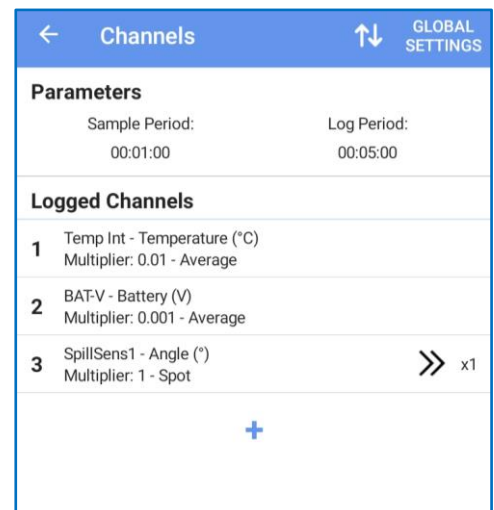 Channels
GLOBAL
SETTINGS
Parameters
Sample Period:
Log Period:
00:01:00
00:05:00
Logged Channels
1
Temp Int - Temperature (°C)
Multiplier: 0.01 - Average
2
BAT-V - Battery (V)
Multiplier: 0.001 - Average
3
SpillSens1 - Angle (°)
Multiplier: 1 - Spot
x1